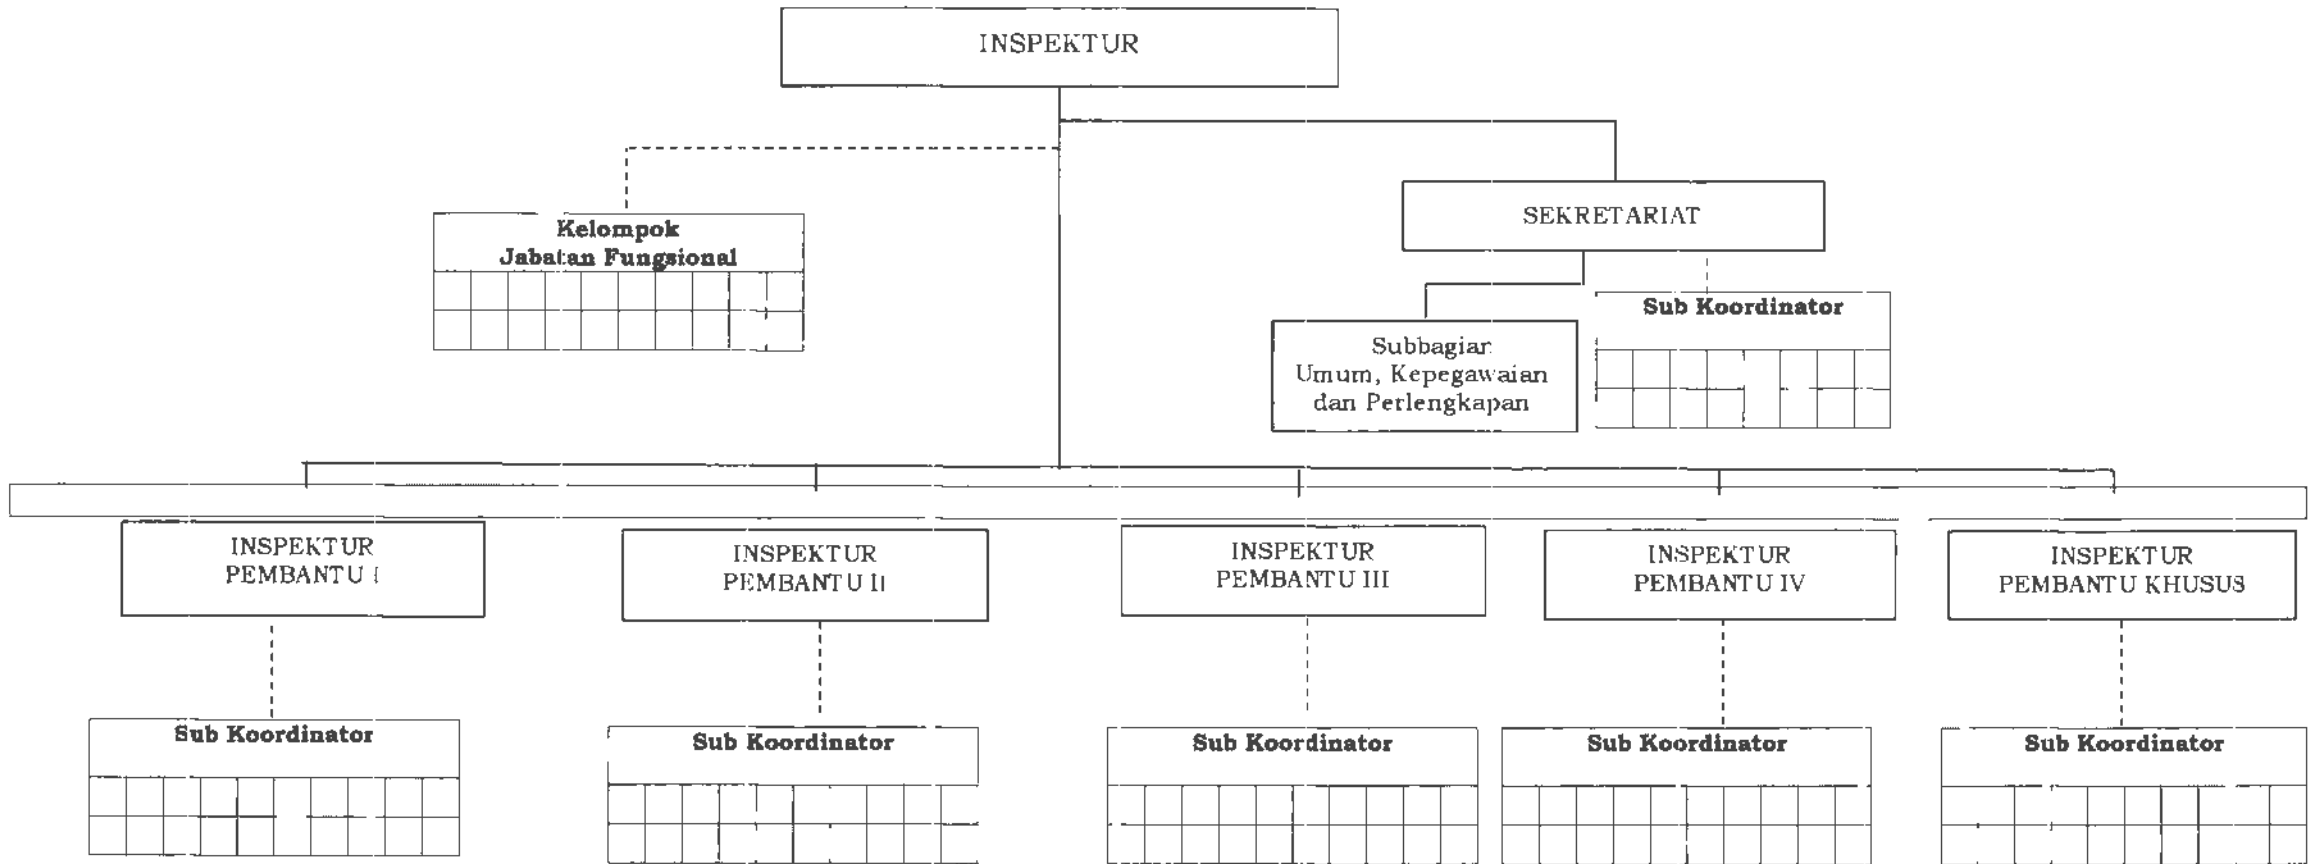 INSPEKTUR
SEKRETARIAT
Kelompok
Jabatan Fungsional
Sub Koordinator
Subbagian
Umum, Kepegawaian
dan Perlengkapan
INSPEKTUR
PEMBANTU I
INSPEKTUR
PEMBANTU II
INSPEKTUR
PEMBANTU III
INSPEKTUR
PEMBANTU IV
INSPEKTUR
PEMBANTU KHUSUS
Sub Koordinator
Sub Koordinator
Sub Koordinator
Sub Koordinator
Sub Koordinator